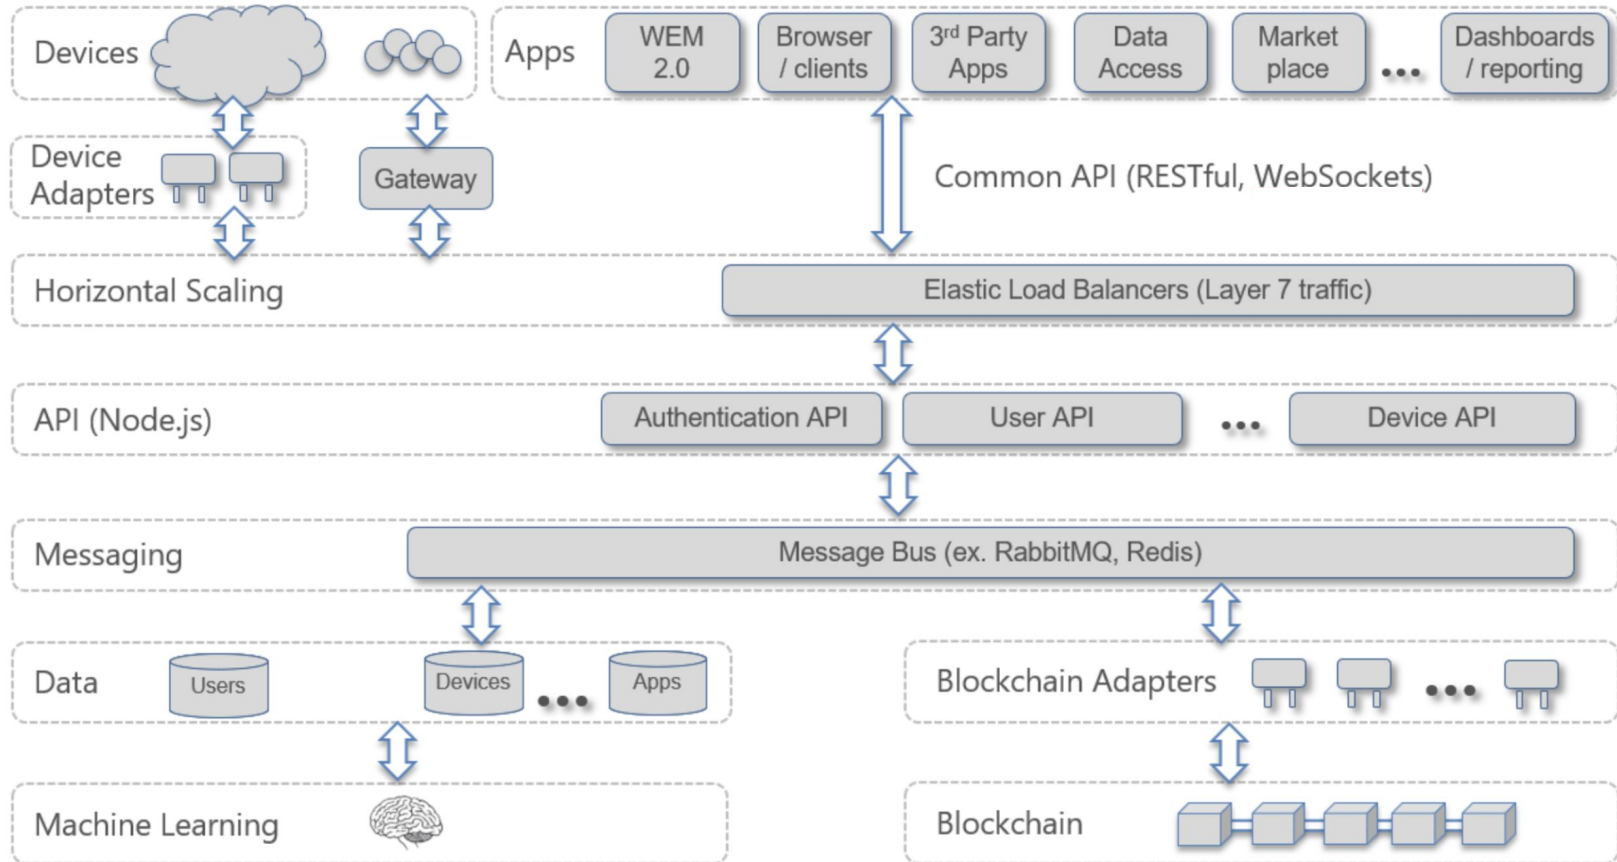 Devices
Apps
WEM
2.0
Browser
/ clients
3rd Party
Apps
Data
Access
Market
place
...
Dashboards
/ reporting
Device
Adapters
Gateway
Common API (RESTful, WebSockets)
Horizontal Scaling
Elastic Load Balancers (Layer 7 traffic)
API (Node.js)
Authentication API
User API
...
Device API
Messaging
Message Bus (ex. RabbitMQ, Redis)
Data
Users
Devices
...
Apps
Blockchain Adapters
...
Machine Learning
Blockchain